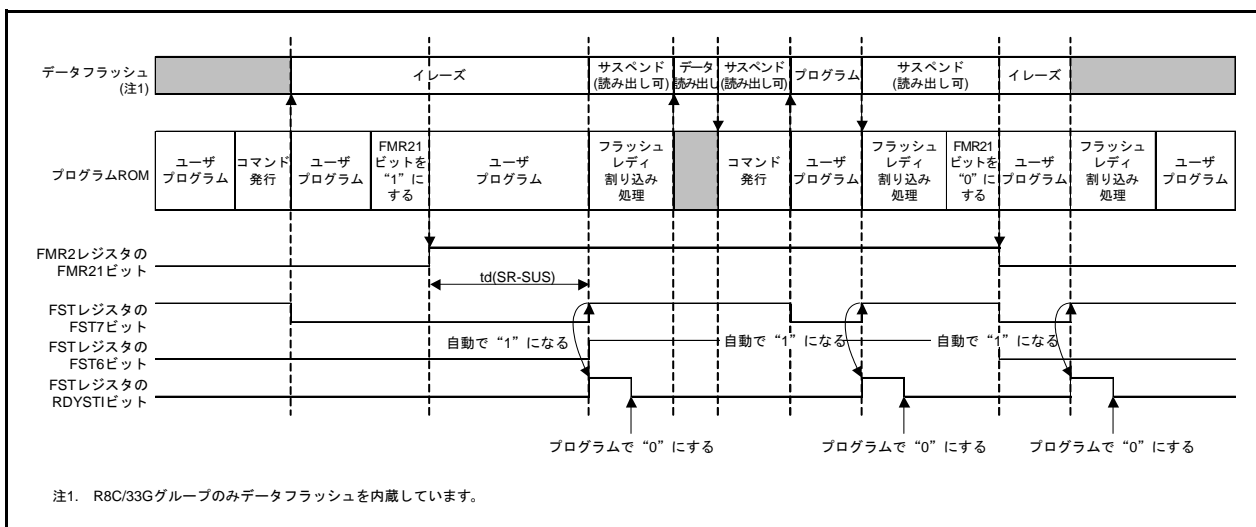 データフラッシュ
(注1)
イレーズ
サスペンド
(読み出し可)
データ
読み出し
サスペンド
(読み出し可)
プログラム
サスペンド
(読み出し可)
イレーズ
プログラムROM
ユーザ
プログラム
コマンド
発行
ユーザ
プログラム
FMR21
ビットを
“1”に
する
ユーザ
プログラム
フラッシュ
レディ
割り込み
処理
コマンド
発行
ユーザ
プログラム
フラッシュ
レディ
割り込み
処理
FMR21
ビットを
“0”に
する
ユーザ
プログラム
フラッシュ
レディ
割り込み
処理
ユーザ
プログラム
FMR2レジスタの
FMR21ビット
td(SR-SUS)
FSTレジスタの
FST7ビット
自動で“1”になる
自動で“1”になる
自動で“1”になる
FSTレジスタの
FST6ビット
FSTレジスタの
RDYSTIビット
プログラムで“0”にする
プログラムで“0”にする
プログラムで“0”にする
注1. R8C/33Gグループのみデータフラッシュを内蔵しています。